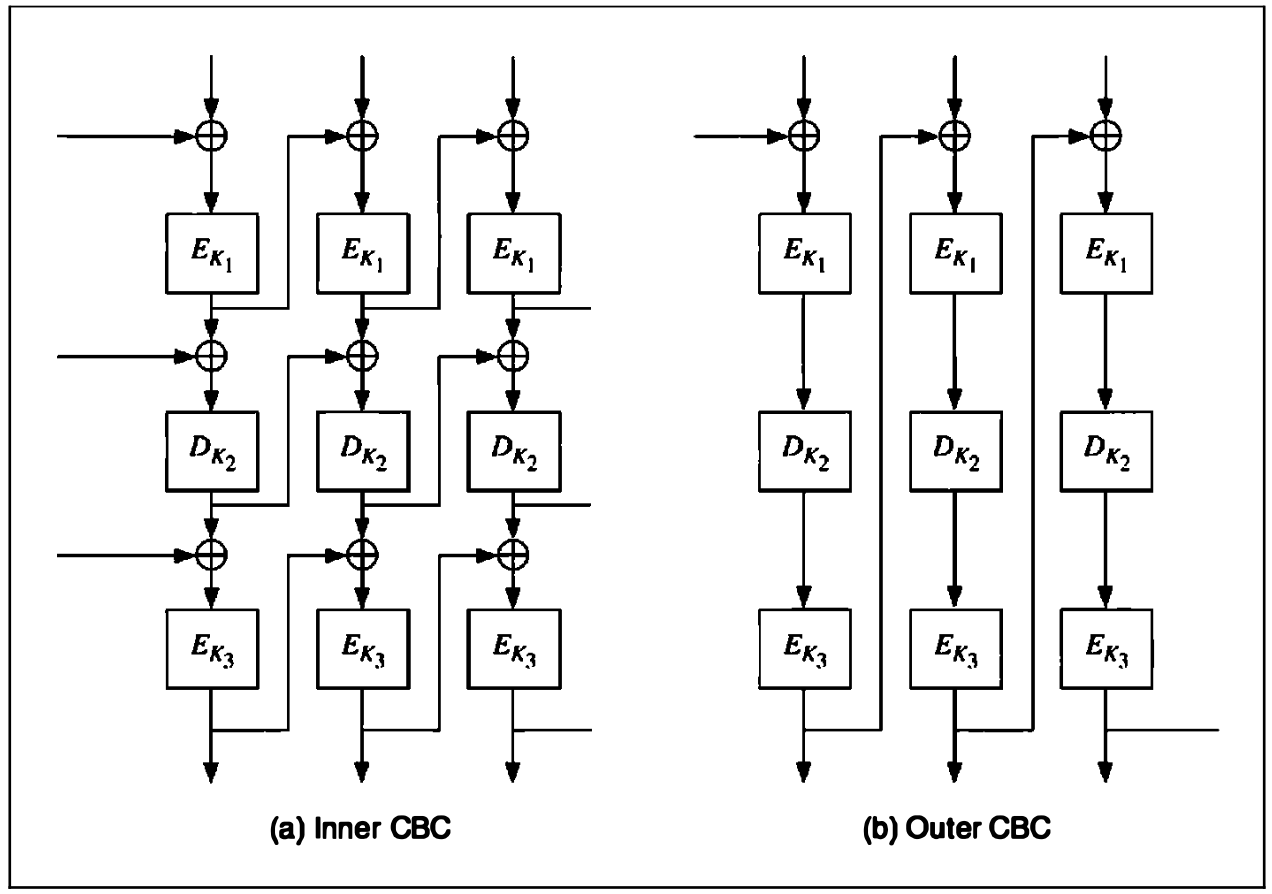 E_{K_1} E_{K_1} E_{K_1} E_{K_1} E_{K_1} E_{K_1}
D_{K_2} D_{K_2} D_{K_2} D_{K_2} D_{K_2} D_{K_2}
E_{K_3} E_{K_3} E_{K_3} E_{K_3} E_{K_3} E_{K_3}
(a) Inner CBC (b) Outer CBC